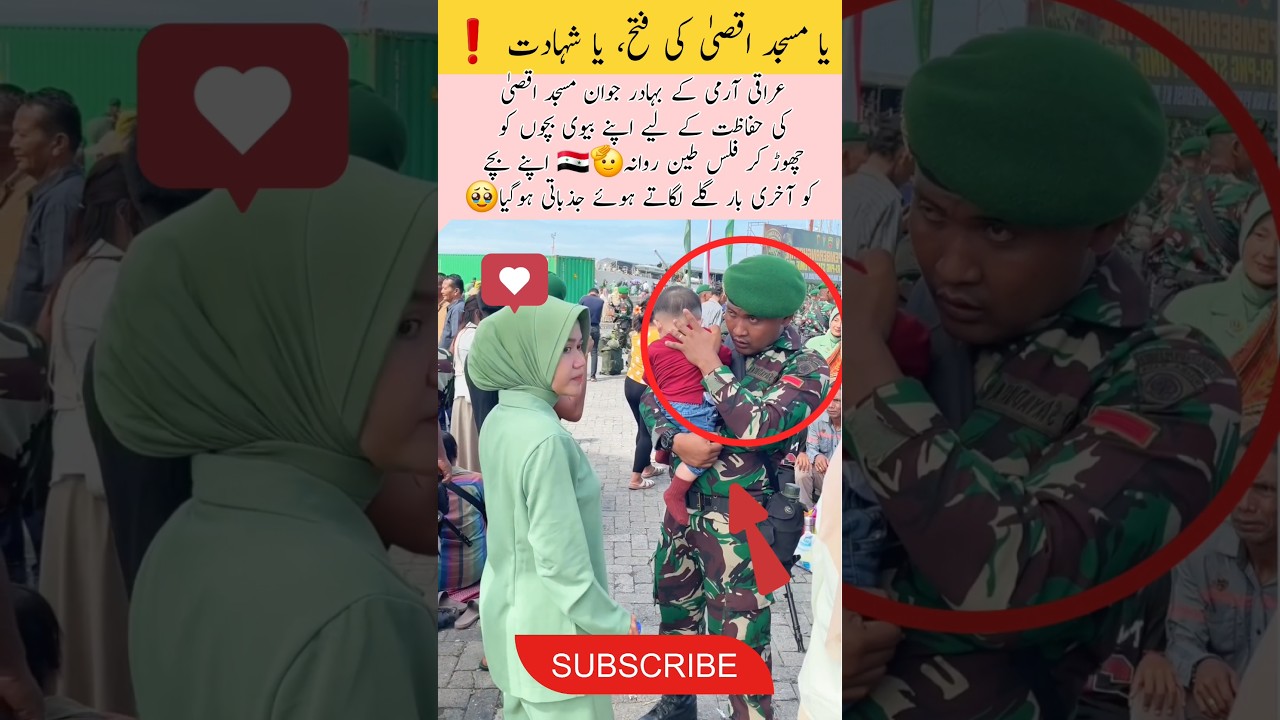 یا مسجد اقصیٰ کی فتح، یا شہادت ❗
عراقی آرمی کے بہادر جوان مسجد اقصیٰ
کی حفاظت کے لیے اپنے بیوی بچوں کو
چھوڑ کر فلس طین روانہ🫡🇸🇾 اپنے بچے
کو آخری بار گلے لگاتے ہوئے جذباتی ہوگیا🥹
SUBSCRIBE